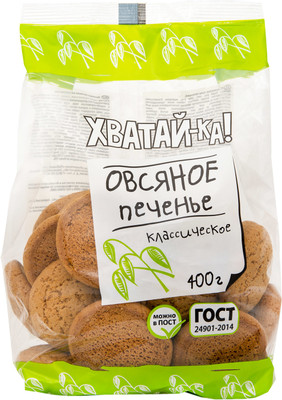 ХВАТАЙ-КА!
ОВСЯНОЕ
печенье
классическое
400г
можно
в ПОСТ
ГОСТ
24901-2014